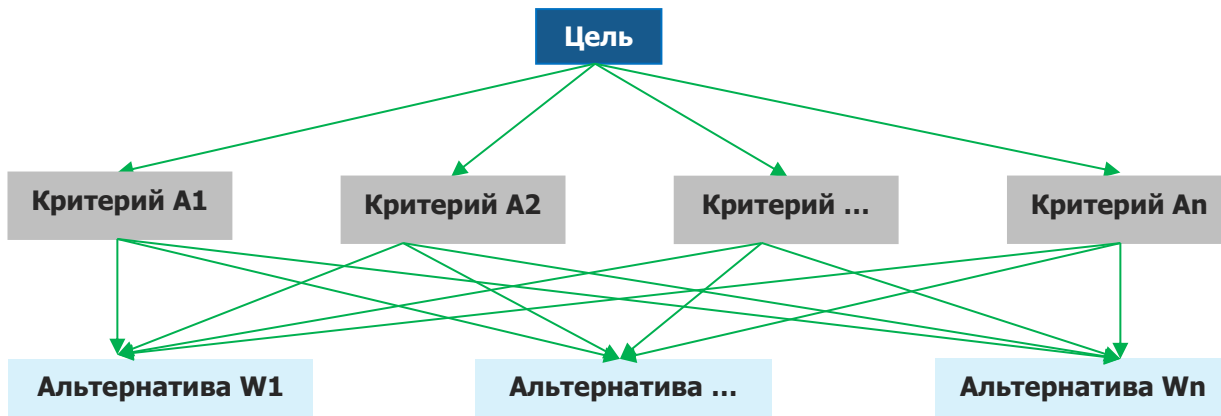 Цель
Критерий А1
Критерий А2
Критерий ...
Критерий Аn
Альтернатива W1
Альтернатива ...
Альтернатива Wn